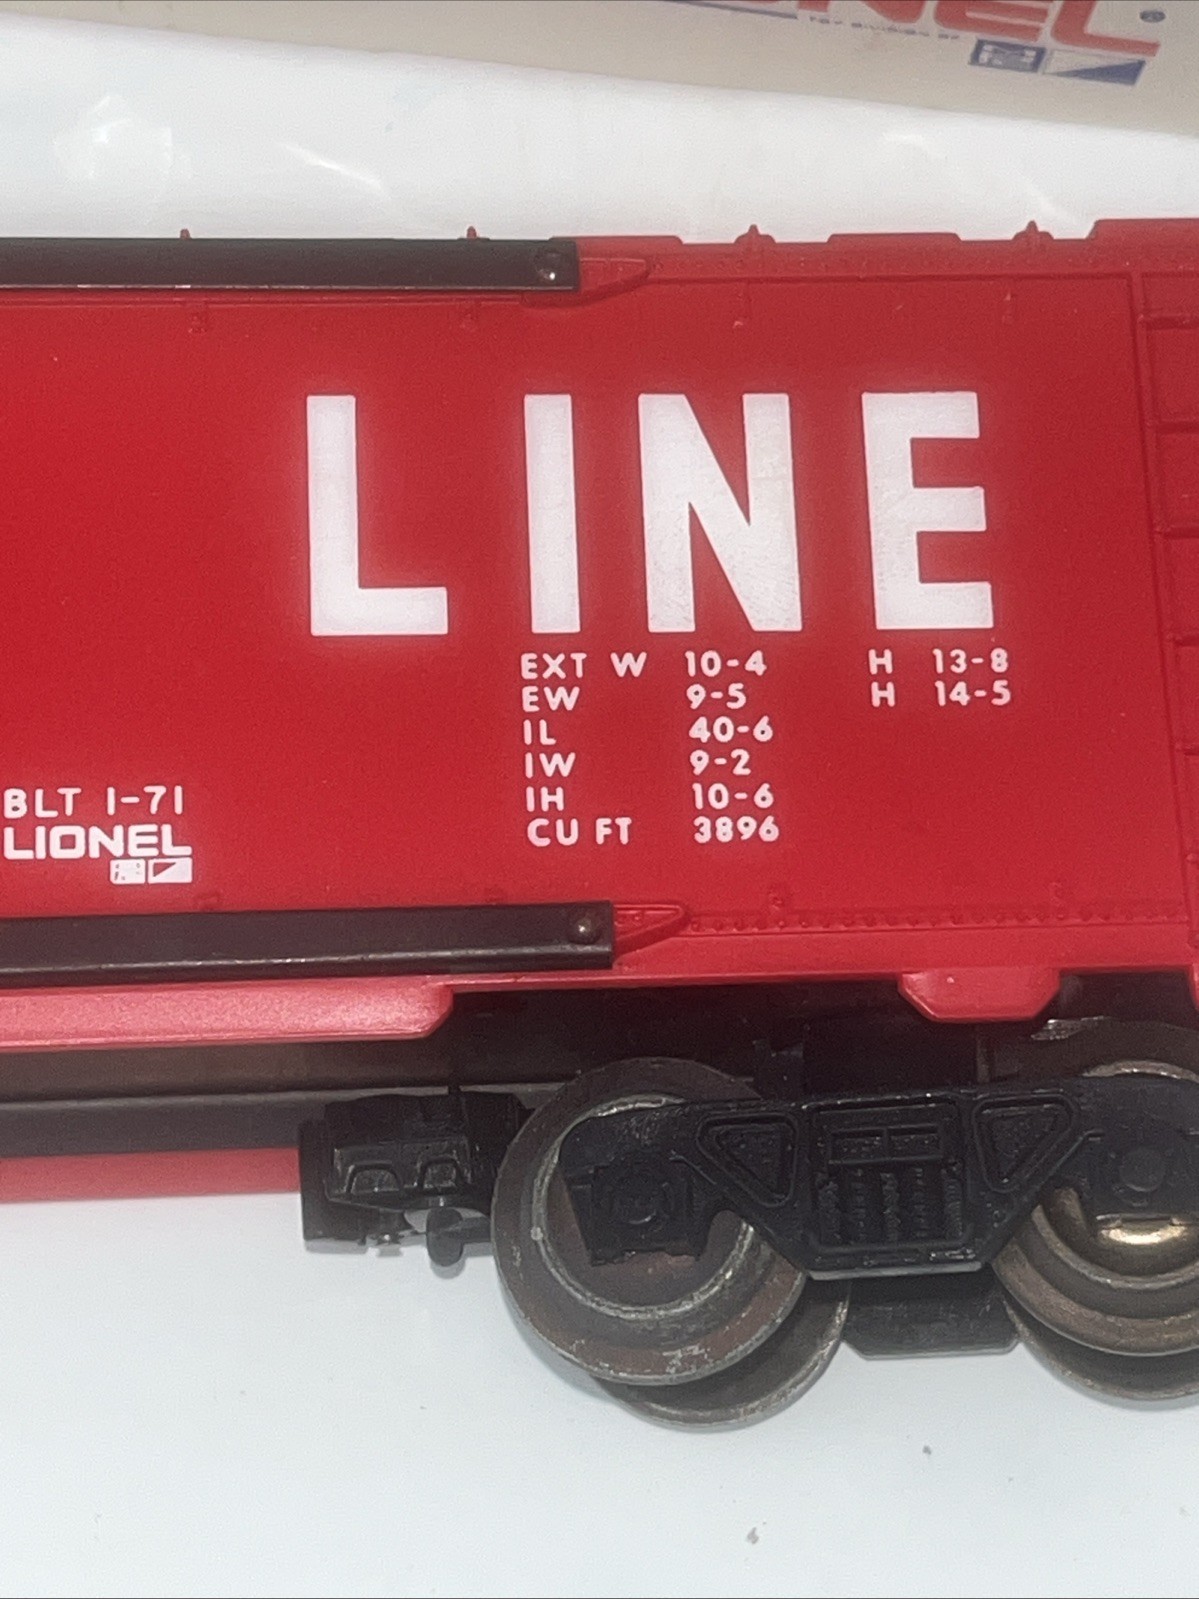 LINE
EXT W 10-4 H 13-8
EW 9-5 H 14-5
IL 40-6
IW 9-2
IH 10-6
CU FT 3896
BLT 1-71
LIONEL